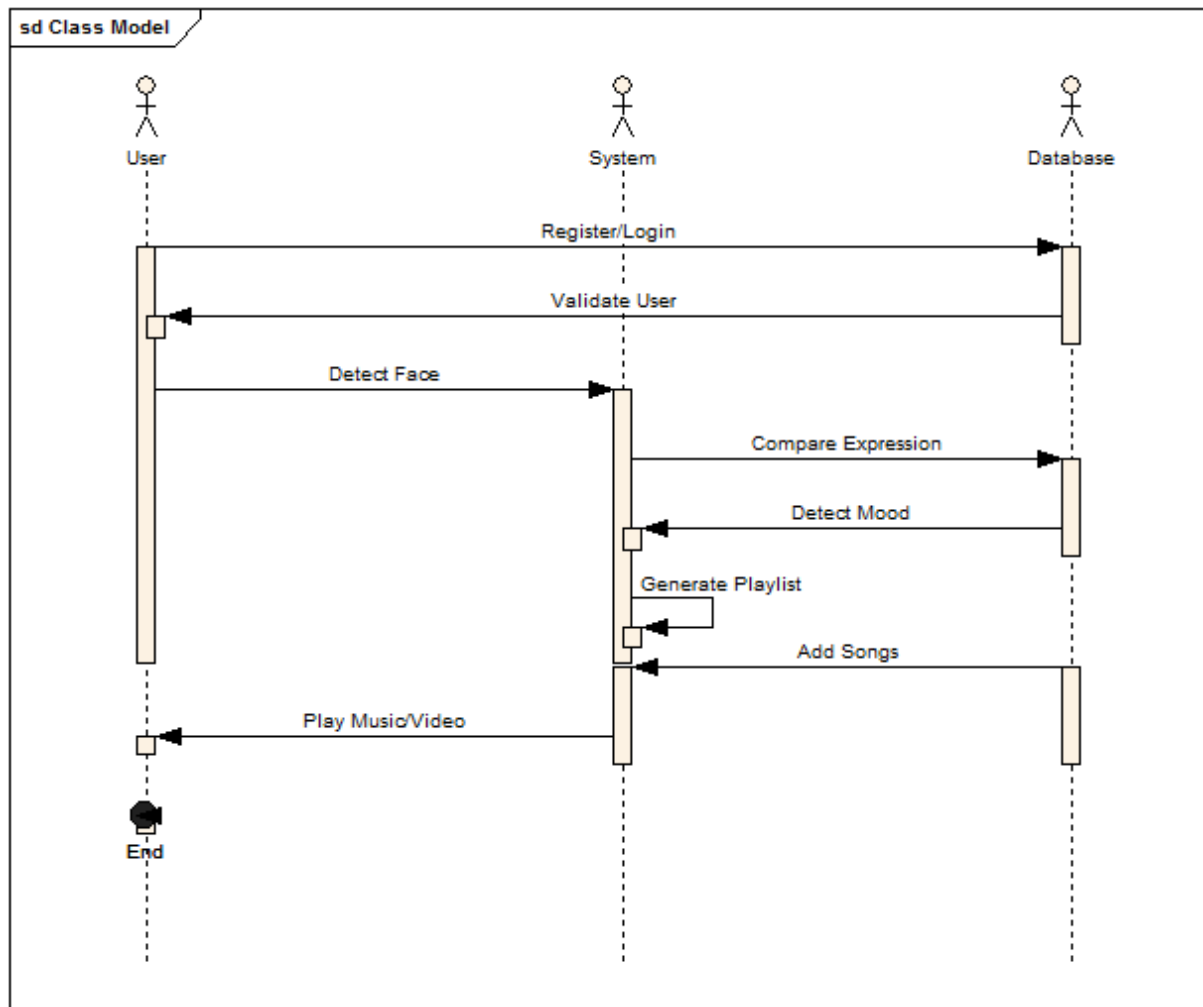 sd Class Model
User
System
Database
Register/Login
Validate User
Detect Face
Compare Expression
Detect Mood
Generate Playlist
Add Songs
Play Music/Video
End